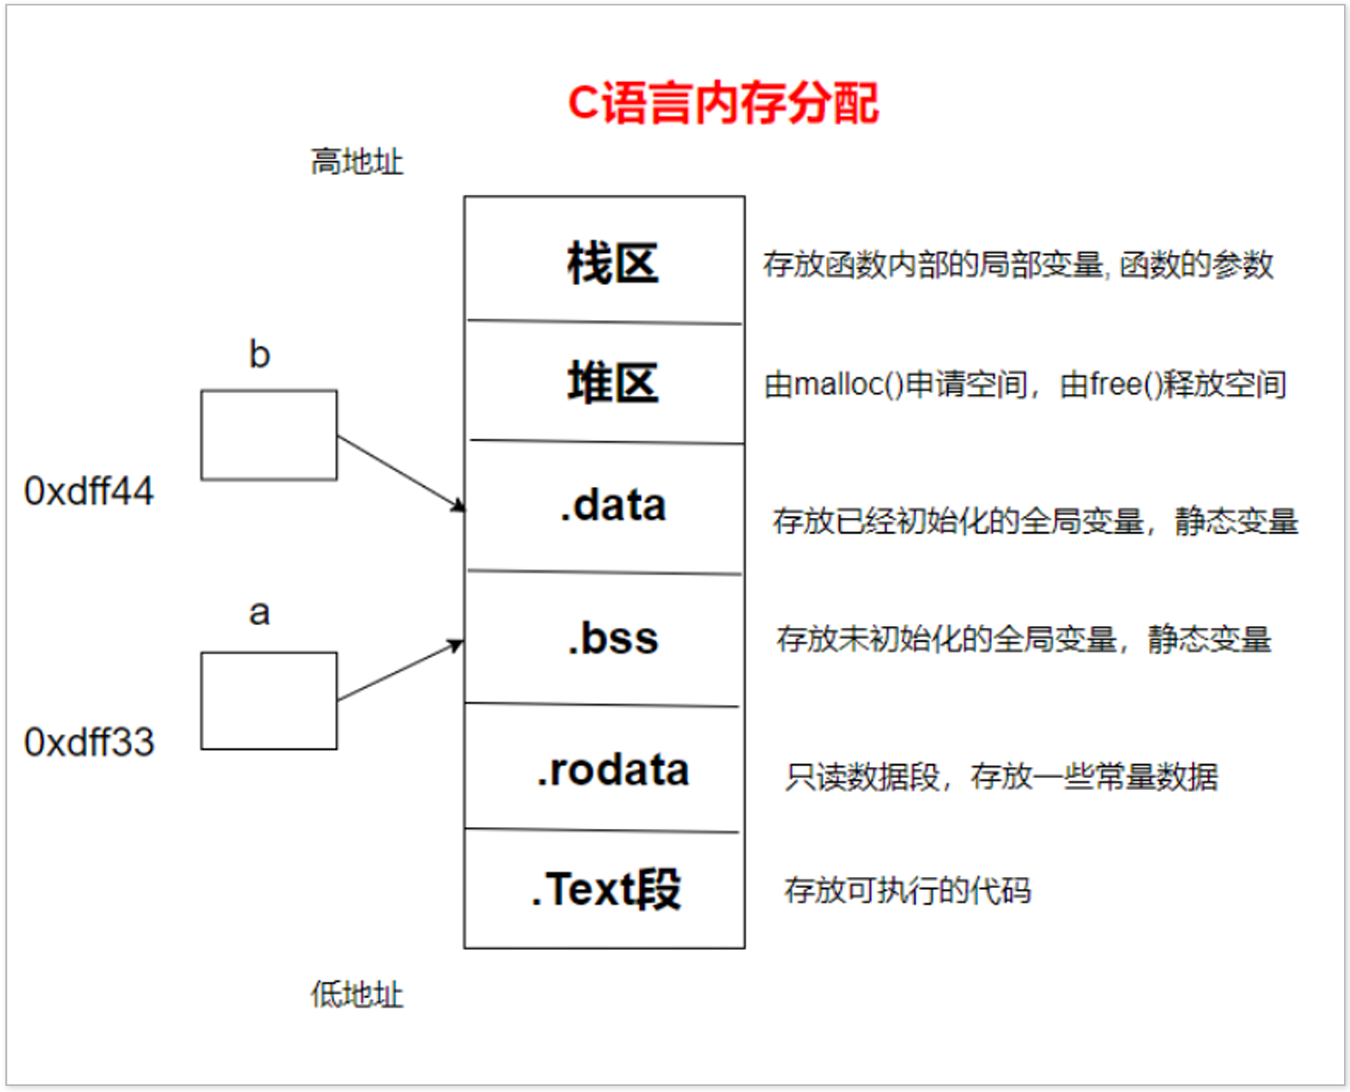 C语言内存分配
高地址
栈区
存放函数内部的局部变量, 函数的参数
b
堆区
由malloc()申请空间，由free()释放空间
0xdff44
.data
存放已经初始化的全局变量，静态变量
a
.bss
存放未初始化的全局变量，静态变量
0xdff33
.rodata
只读数据段，存放一些常量数据
.Text段
存放可执行的代码
低地址